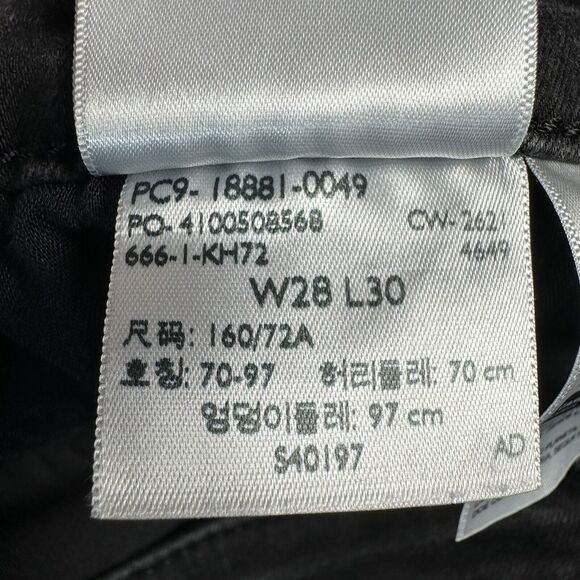 PC9-18881-0049
PO-4100508568 CW-262
666-1-KH72 4649
W28 L30
尺码: 160/72A
호칭: 70-97 허리둘레: 70 cm
엉덩이둘레: 97 cm
S40197 AD